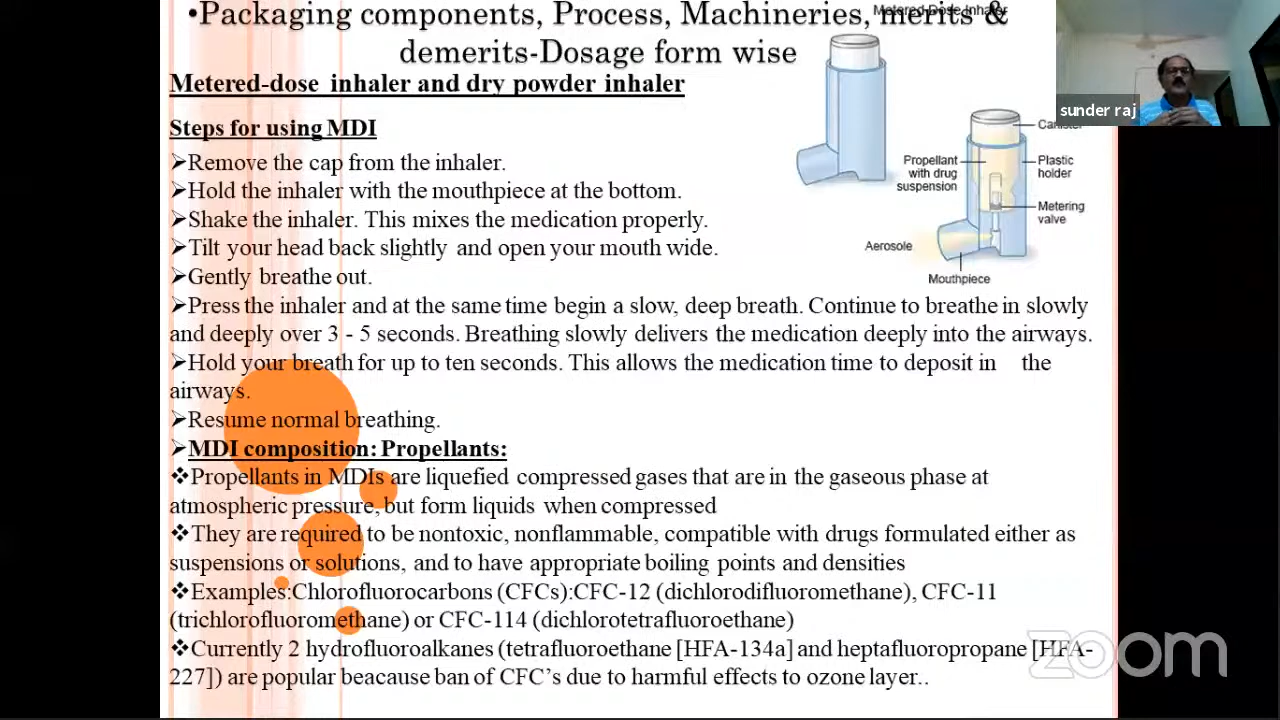 •Packaging components, Process, Machineries, merits &
demerits-Dosage form wise
Metered-Dose Inhaler
Metered-dose inhaler and dry powder inhaler
sunder raj
Steps for using MDI
➤Remove the cap from the inhaler.
➤Hold the inhaler with the mouthpiece at the bottom.
➤Shake the inhaler. This mixes the medication properly.
➤Tilt your head back slightly and open your mouth wide.
➤Gently breathe out.
➤Press the inhaler and at the same time begin a slow, deep breath. Continue to breathe in slowly
and deeply over 3 - 5 seconds. Breathing slowly delivers the medication deeply into the airways.
➤Hold your breath for up to ten seconds. This allows the medication time to deposit in the
airways.
➤Resume normal breathing.
➤MDI composition: Propellants:
❖Propellants in MDIs are liquefied compressed gases that are in the gaseous phase at
atmospheric pressure, but form liquids when compressed
❖They are required to be nontoxic, nonflammable, compatible with drugs formulated either as
suspensions or solutions, and to have appropriate boiling points and densities
❖Examples:Chlorofluorocarbons (CFCs):CFC-12 (dichlorodifluoromethane), CFC-11
(trichlorofluoromethane) or CFC-114 (dichlorotetrafluoroethane)
❖Currently 2 hydrofluoroalkanes (tetrafluoroethane [HFA-134a] and heptafluoropropane [HFA-
227]) are popular beacause ban of CFC's due to harmful effects to ozone layer..
Canister
Propellant
with drug
suspension
Plastic
holder
Metering
valve
Aerosole
Mouthpiece
zoom